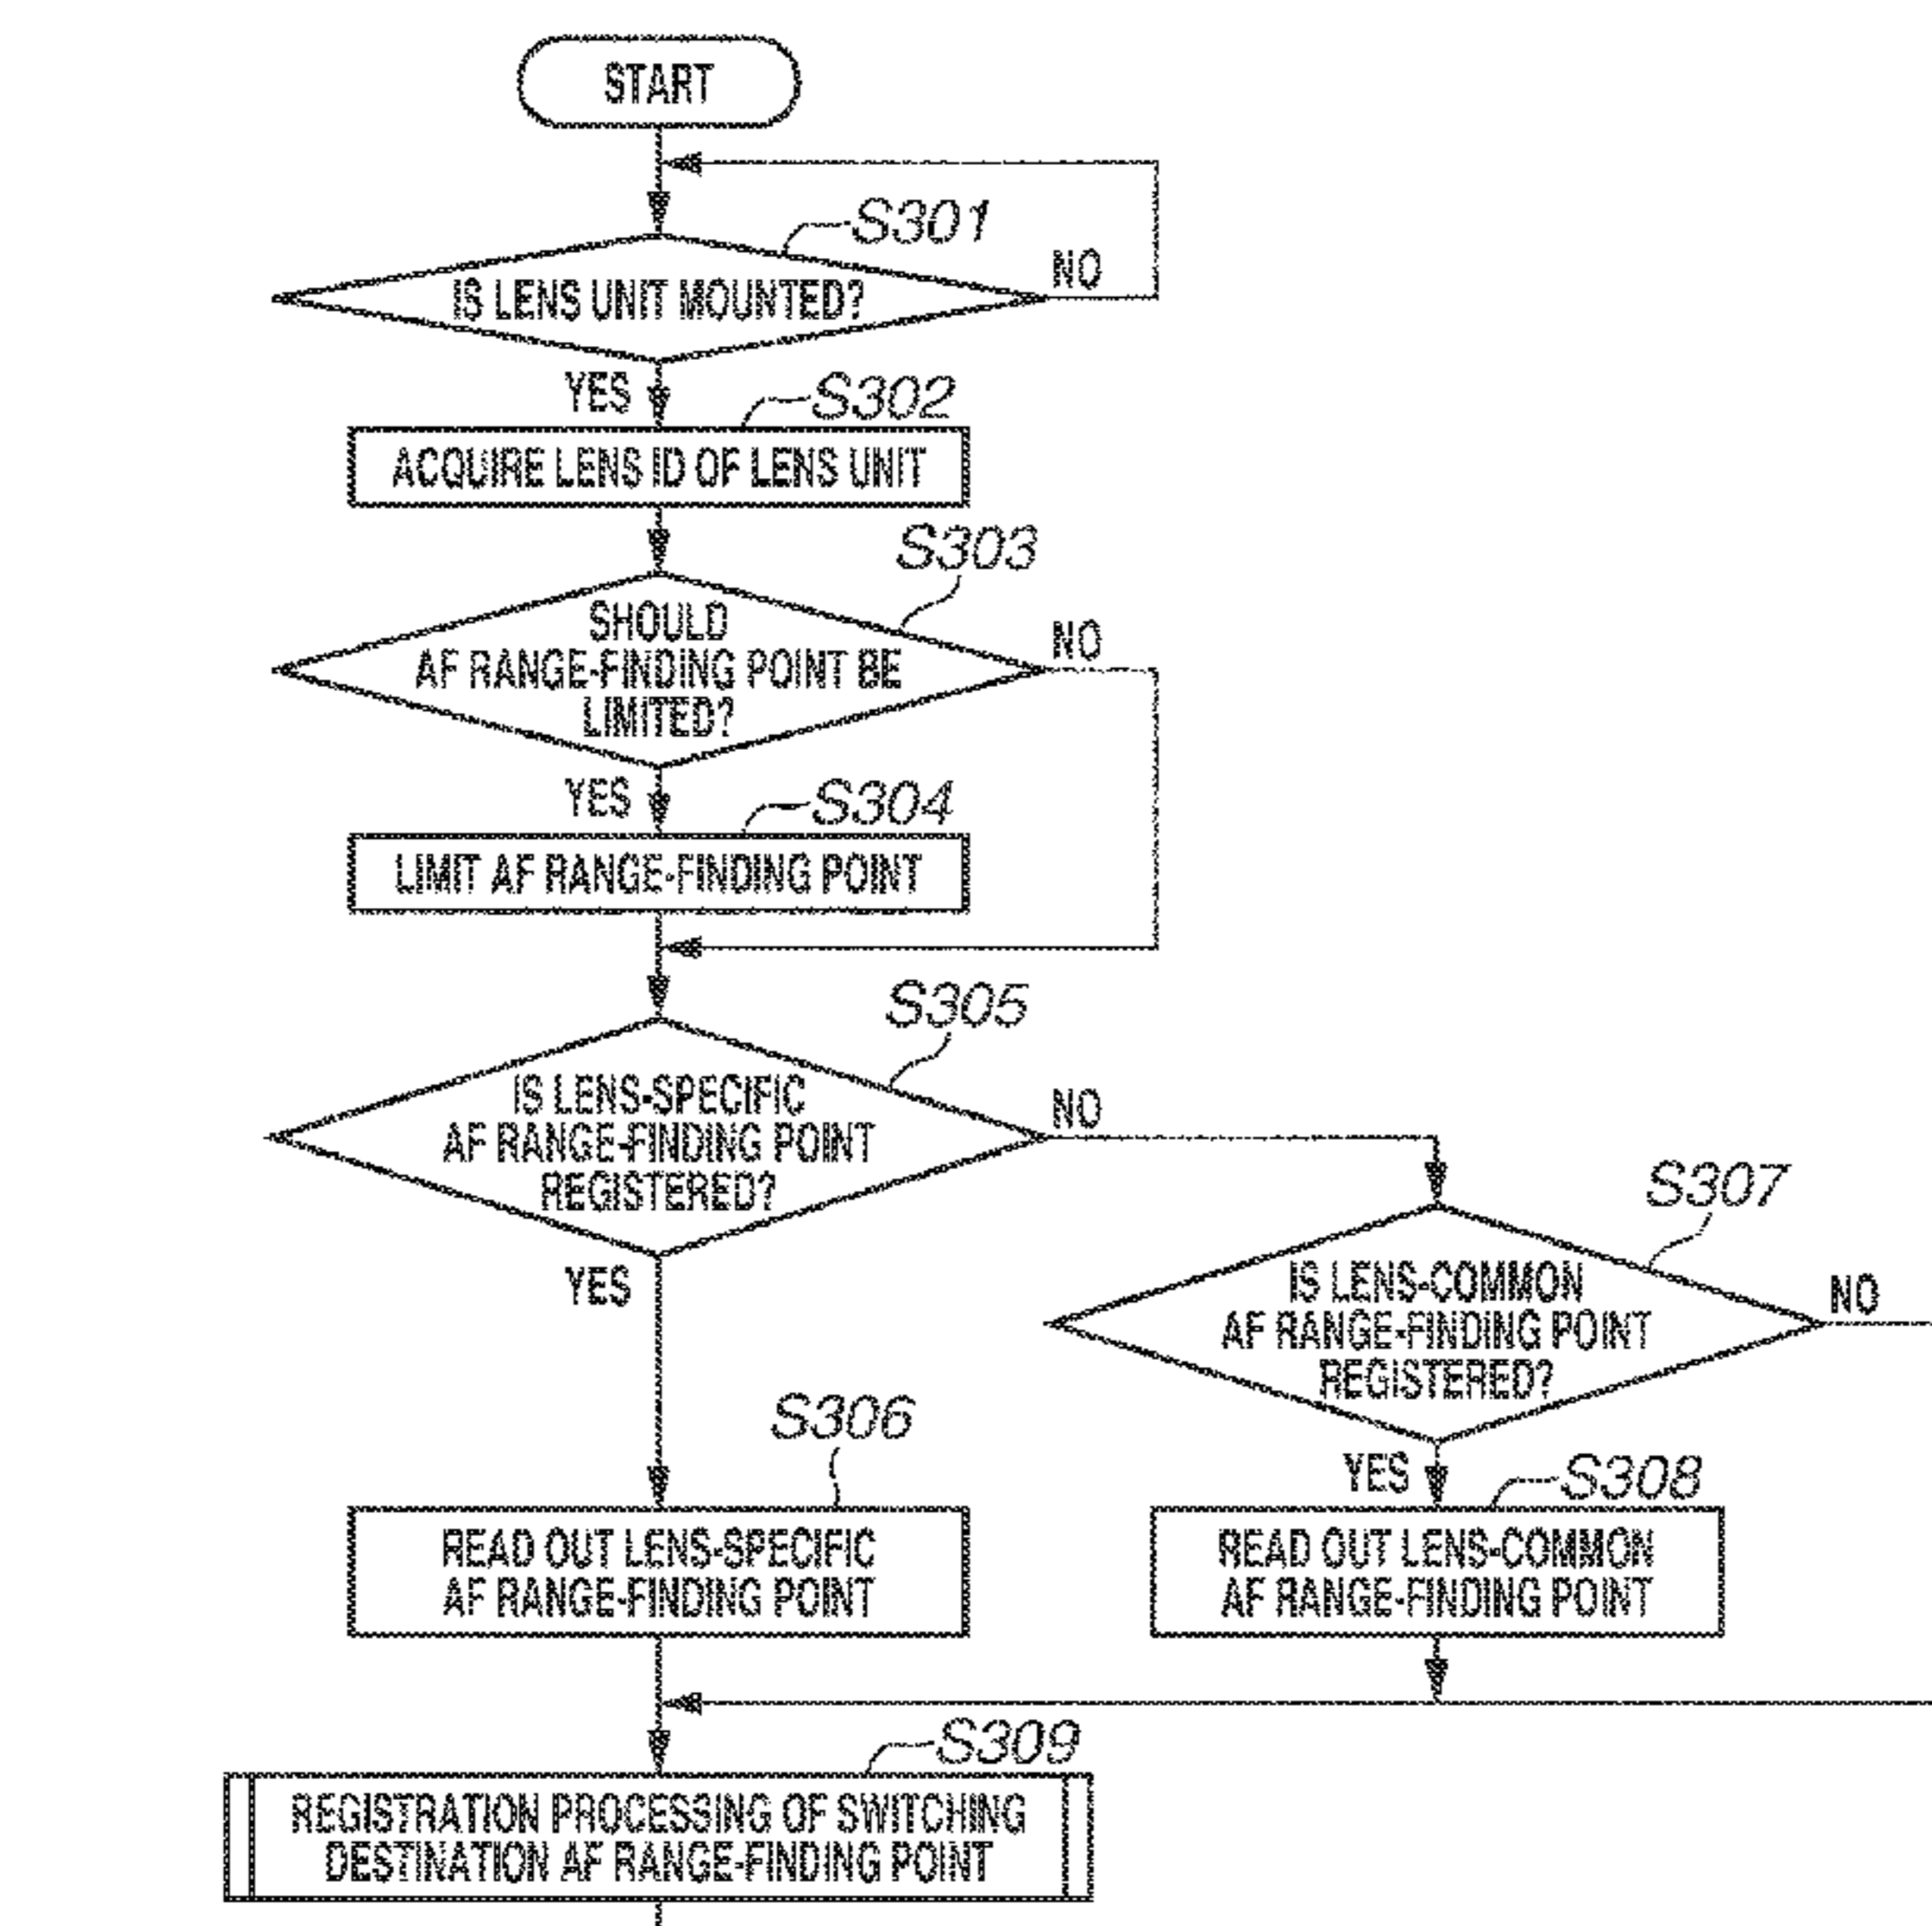 START
S301
NO
IS LENS UNIT MOUNTED?
YES
S302
ACQUIRE LENS ID OF LENS UNIT
S303
SHOULD
AF RANGE-FINDING POINT BE
LIMITED?
NO
YES
S304
LIMIT AF RANGE-FINDING POINT
S305
IS LENS-SPECIFIC
AF RANGE-FINDING POINT
REGISTERED?
NO
YES
S307
IS LENS-COMMON
AF RANGE-FINDING POINT
REGISTERED?
NO
S306
READ OUT LENS-SPECIFIC
AF RANGE-FINDING POINT
YES
S308
READ OUT LENS-COMMON
AF RANGE-FINDING POINT
S309
REGISTRATION PROCESSING OF SWITCHING
DESTINATION AF RANGE-FINDING POINT